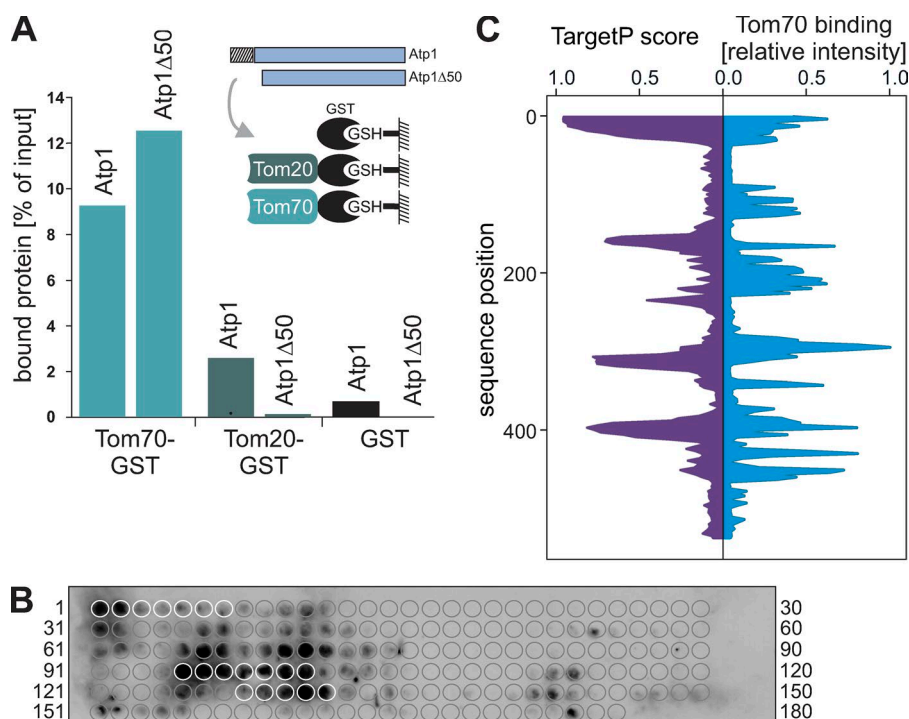 A
Atp1
Atp1Δ50
GST
GSH
Tom20
GSH
Tom70
GSH
bound protein [% of input]
14
12
10
8
6
4
2
0
Atp1
Atp1Δ50
Atp1
Atp1Δ50
Atp1
Atp1Δ50
Tom70-
GST
Tom20-
GST
GST
C
TargetP score
Tom70 binding
[relative intensity]
1.0 0.5 0.0 0.5 1.0
sequence position
0
200
400
B
1 30
31 60
61 90
91 120
121 150
151 180